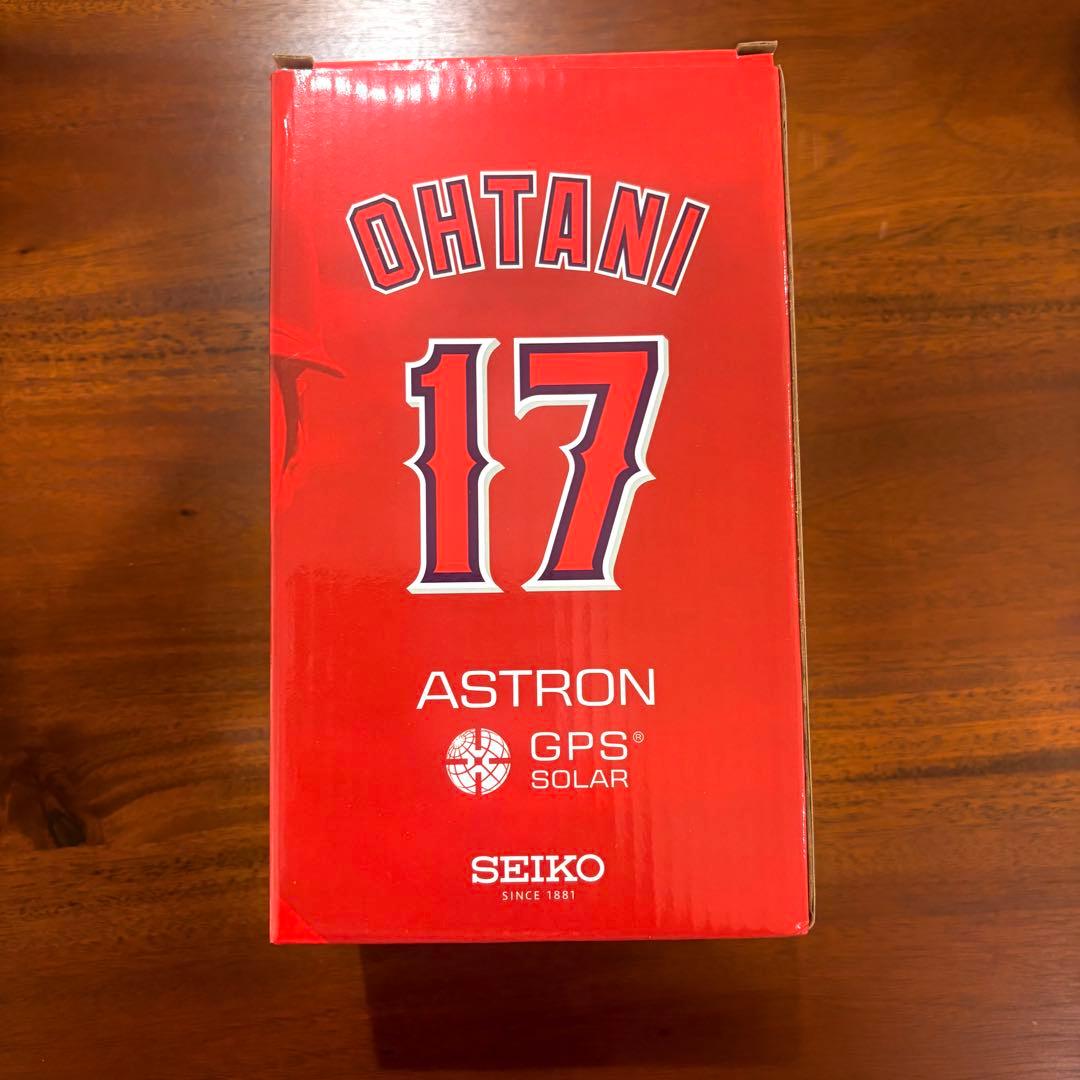 OHTANI
17
ASTRON
GPS®
SOLAR
SEIKO
SINCE 1881